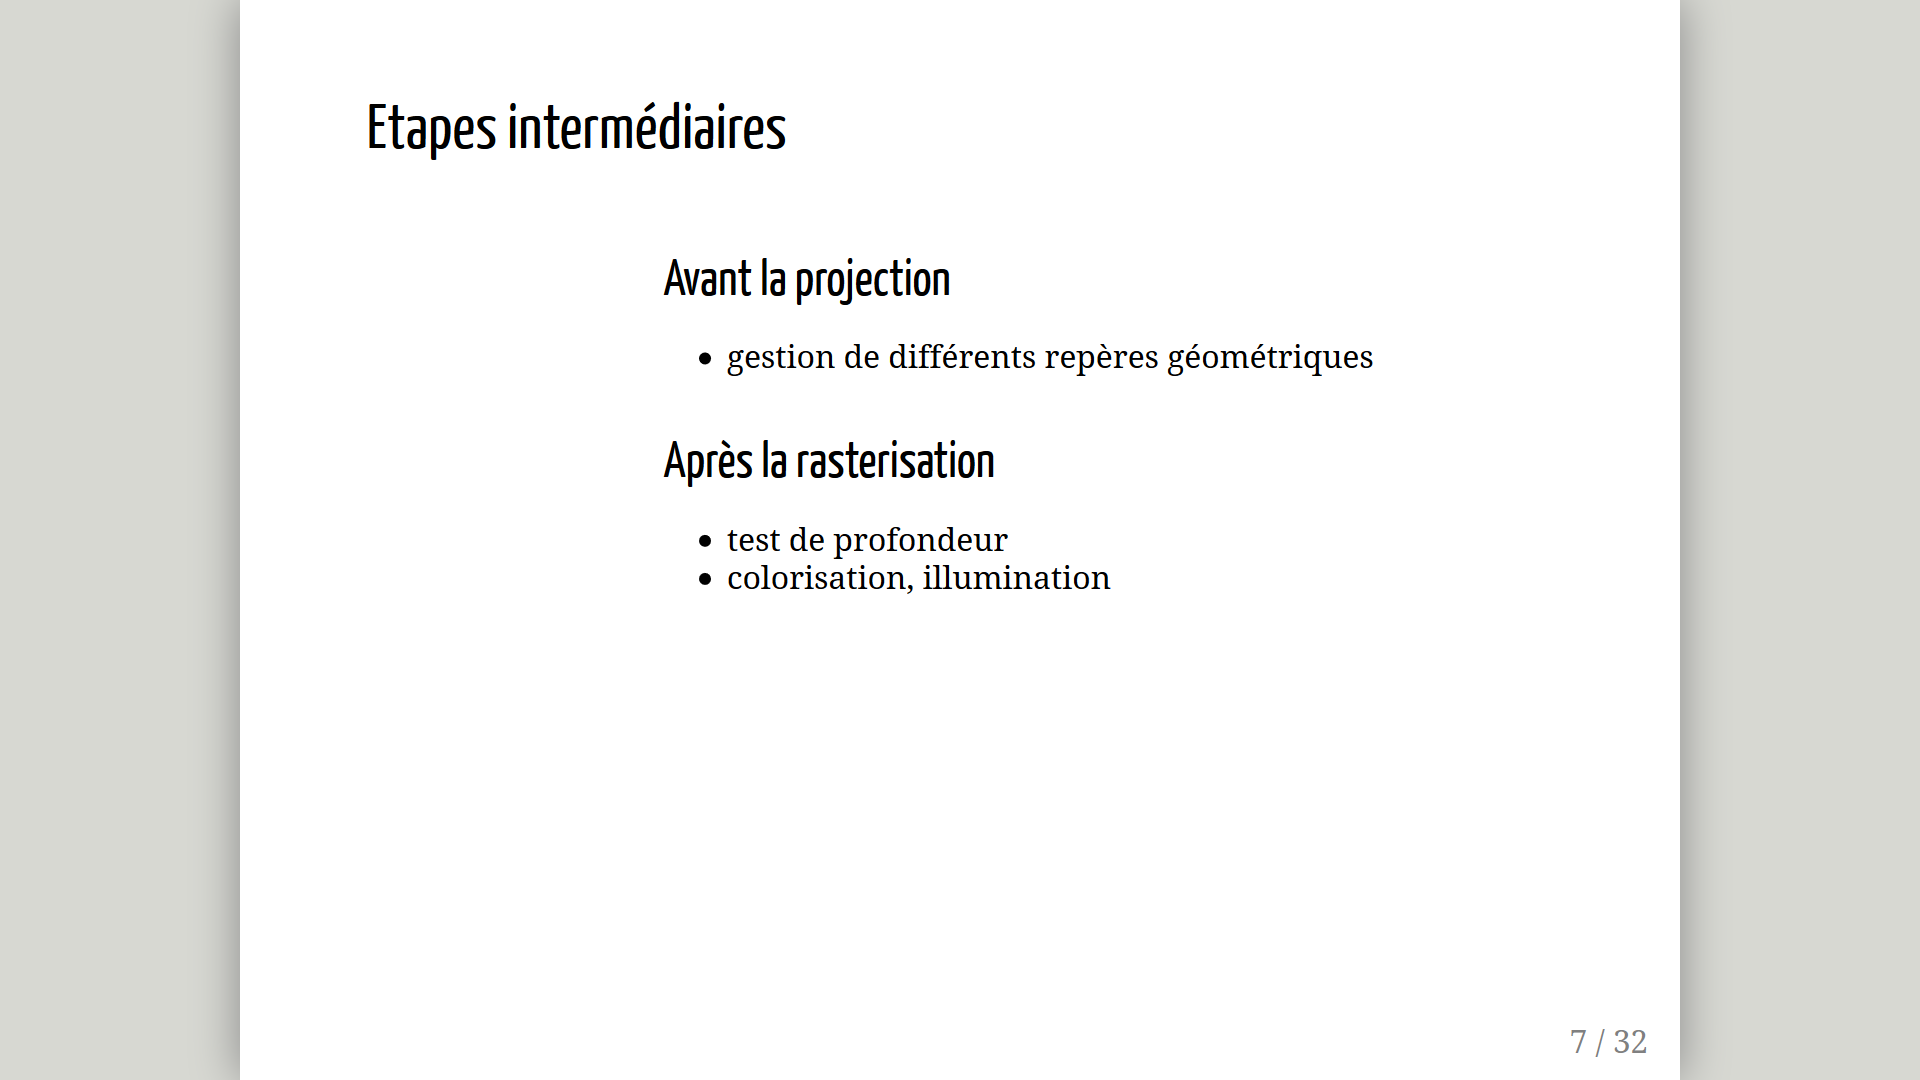 Etapes intermédiaires
Avant la projection
gestion de différents repères géométriques
Après la rasterisation
test de profondeur
colorisation, illumination
7 / 32